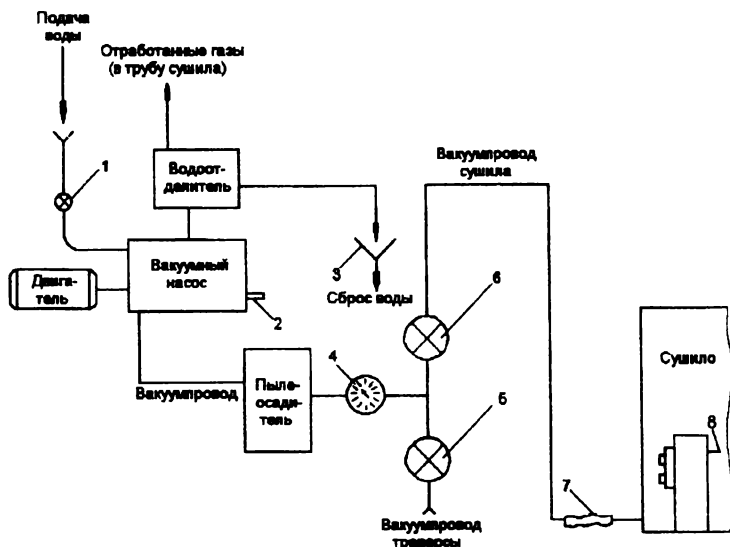 Подача
воды
Отработанные газы
(в трубу сушила)
1
Водоот-
далитель
Вакуумпровод
сушила
Вакуумный
насос
Двига-
тель
2
3
Сброс воды
6
Сушило
4
Вакуумпровод
Пыле-
осади-
тель
5
8
7
Вакуумпровод
траверсы